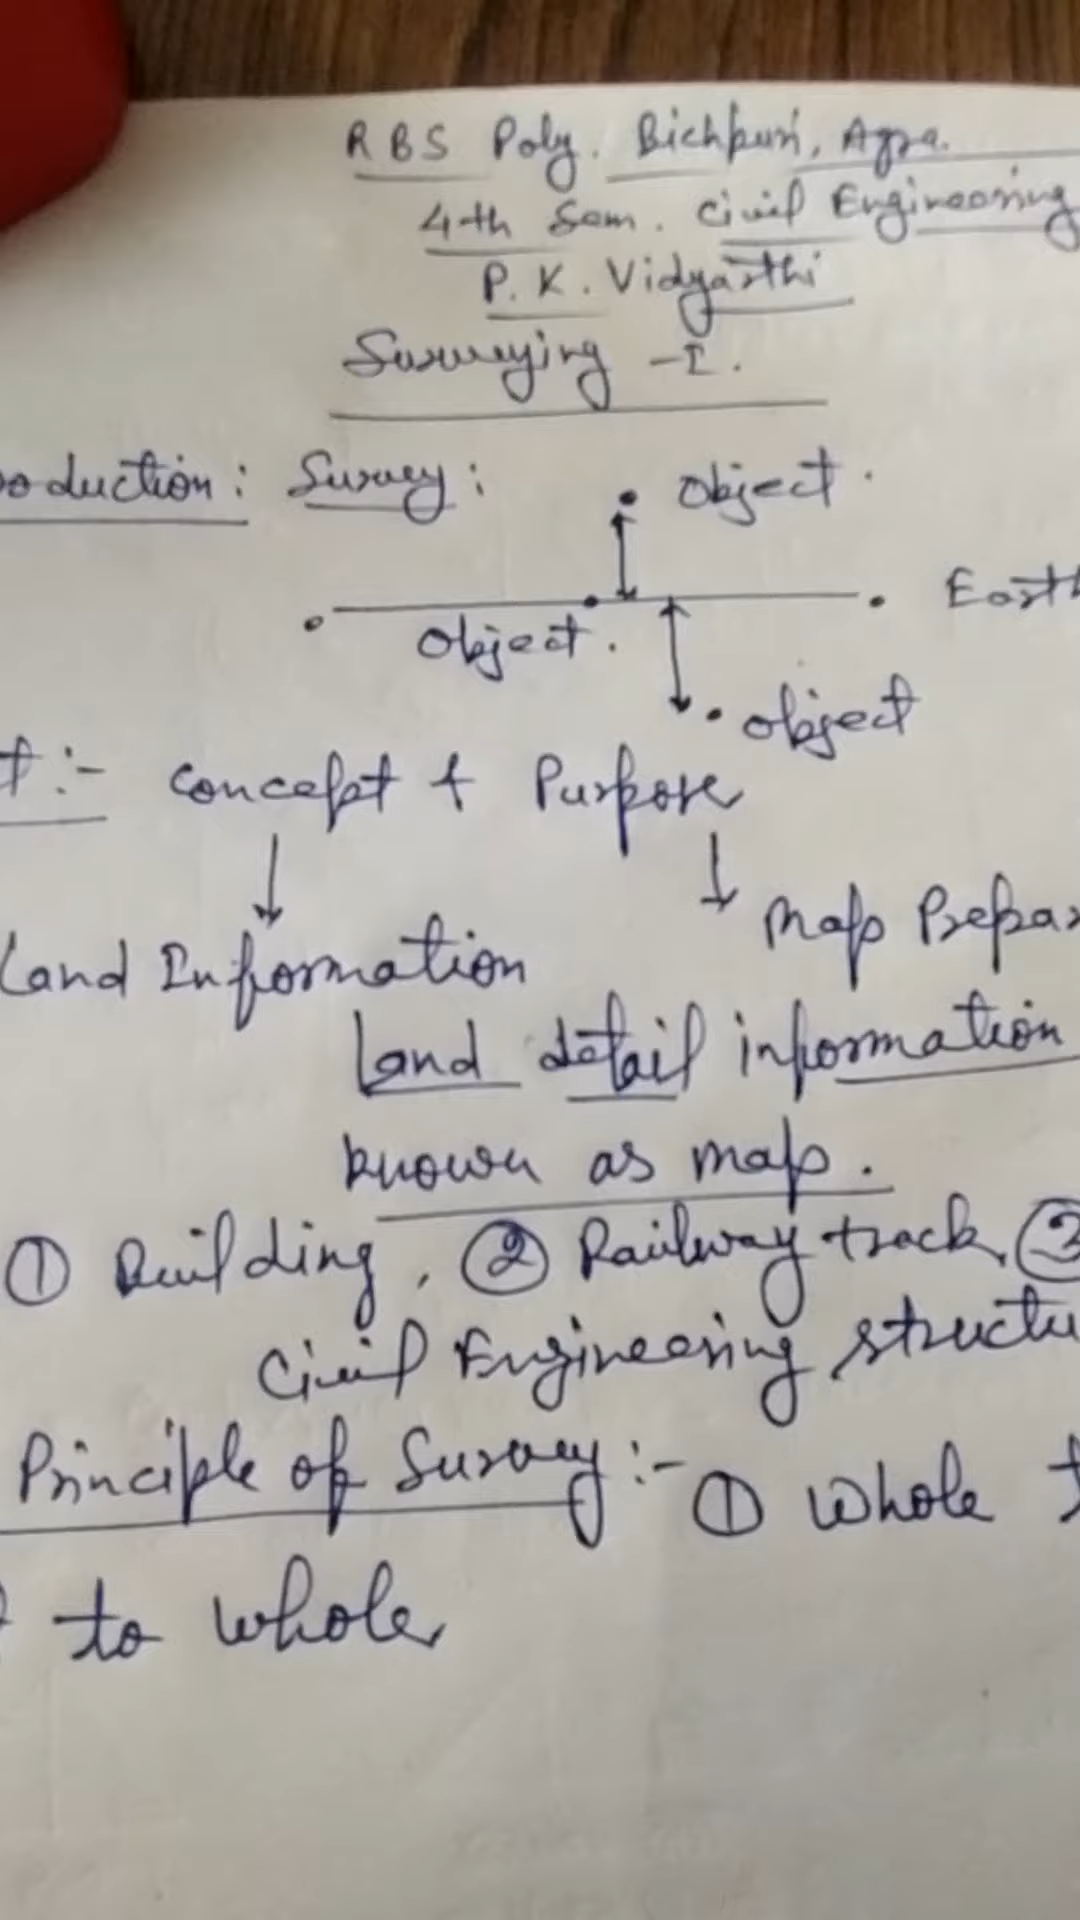 RBS Poly. Bichpuri, Agra.
4th Sem. Civil Engineering
P. K. Vidyarthi
Surveying -I.
oduction: Survey:
Object.
Earth
Object.
Object
t:- Concept + Purpose
Map Prepar
Land Information
Land detail information
known as map.
① Building, ② Railway track, ③
Civil Engineering structu
Principle of Survey:- ① Whole t
to whole